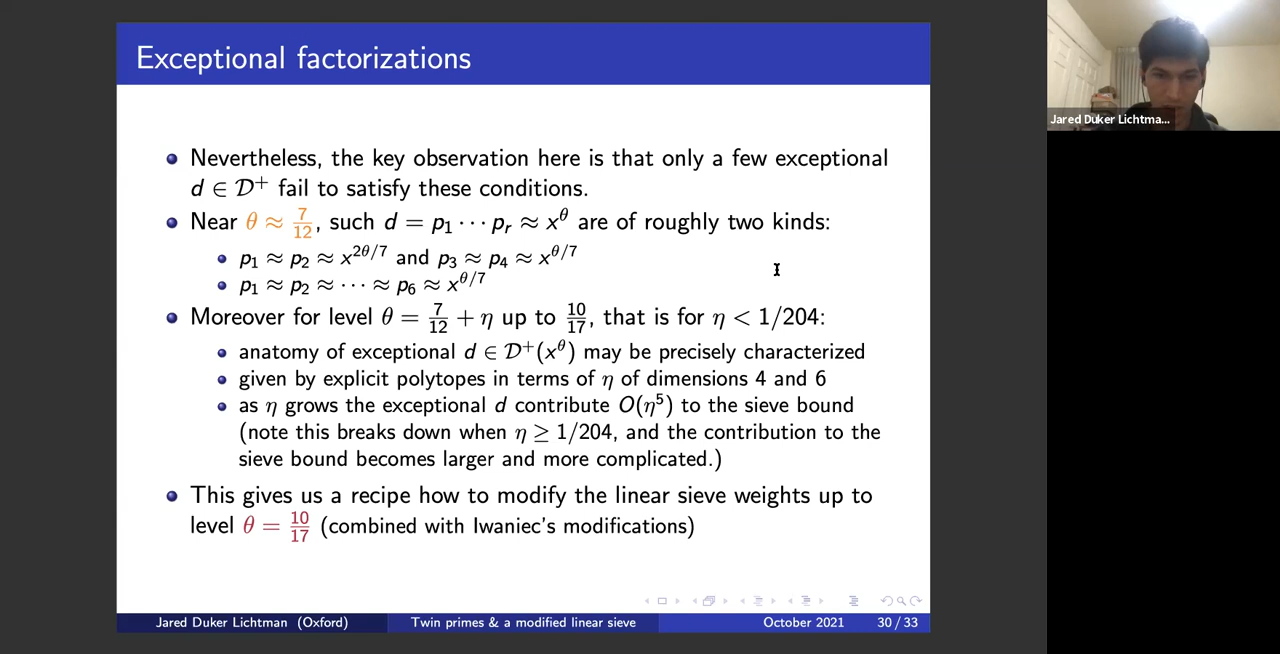 Exceptional factorizations
Jared Duker Lichtma...
Nevertheless, the key observation here is that only a few exceptional
d ∈ 𝒟⁺ fail to satisfy these conditions.
Near θ ≈ 7/12, such d = p₁ ⋯ pᵣ ≈ x^θ are of roughly two kinds:
p₁ ≈ p₂ ≈ x^{2θ/7} and p₃ ≈ p₄ ≈ x^{θ/7}
p₁ ≈ p₂ ≈ ⋯ ≈ p₆ ≈ x^{θ/7}
Moreover for level θ = 7/12 + η up to 10/17, that is for η < 1/204:
anatomy of exceptional d ∈ 𝒟⁺(x^θ) may be precisely characterized
given by explicit polytopes in terms of η of dimensions 4 and 6
as η grows the exceptional d contribute O(η⁵) to the sieve bound
(note this breaks down when η ≥ 1/204, and the contribution to the
sieve bound becomes larger and more complicated.)
This gives us a recipe how to modify the linear sieve weights up to
level θ = 10/17 (combined with Iwaniec's modifications)
Jared Duker Lichtman (Oxford) Twin primes & a modified linear sieve October 2021 30 / 33